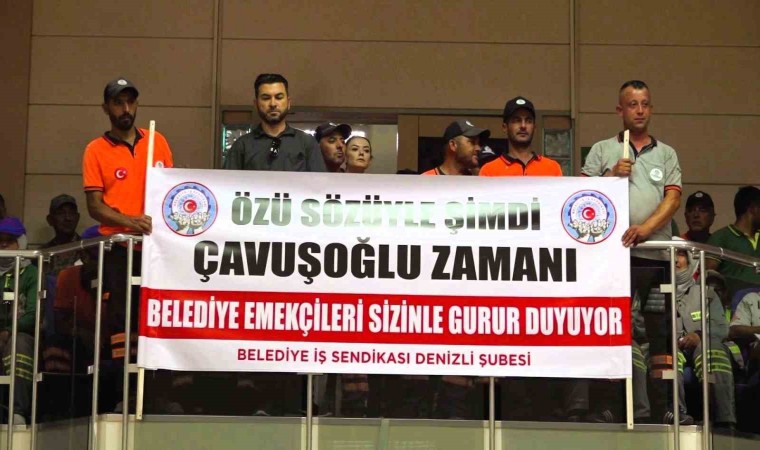 ÖZÜ SÖZÜYLE ŞİMDİ
ÇAVUŞOĞLU ZAMANI
BELEDİYE EMEKÇİLERİ SİZİNLE GURUR DUYUYOR
BELEDİYE İŞ SENDİKASI DENİZLİ ŞUBESİ